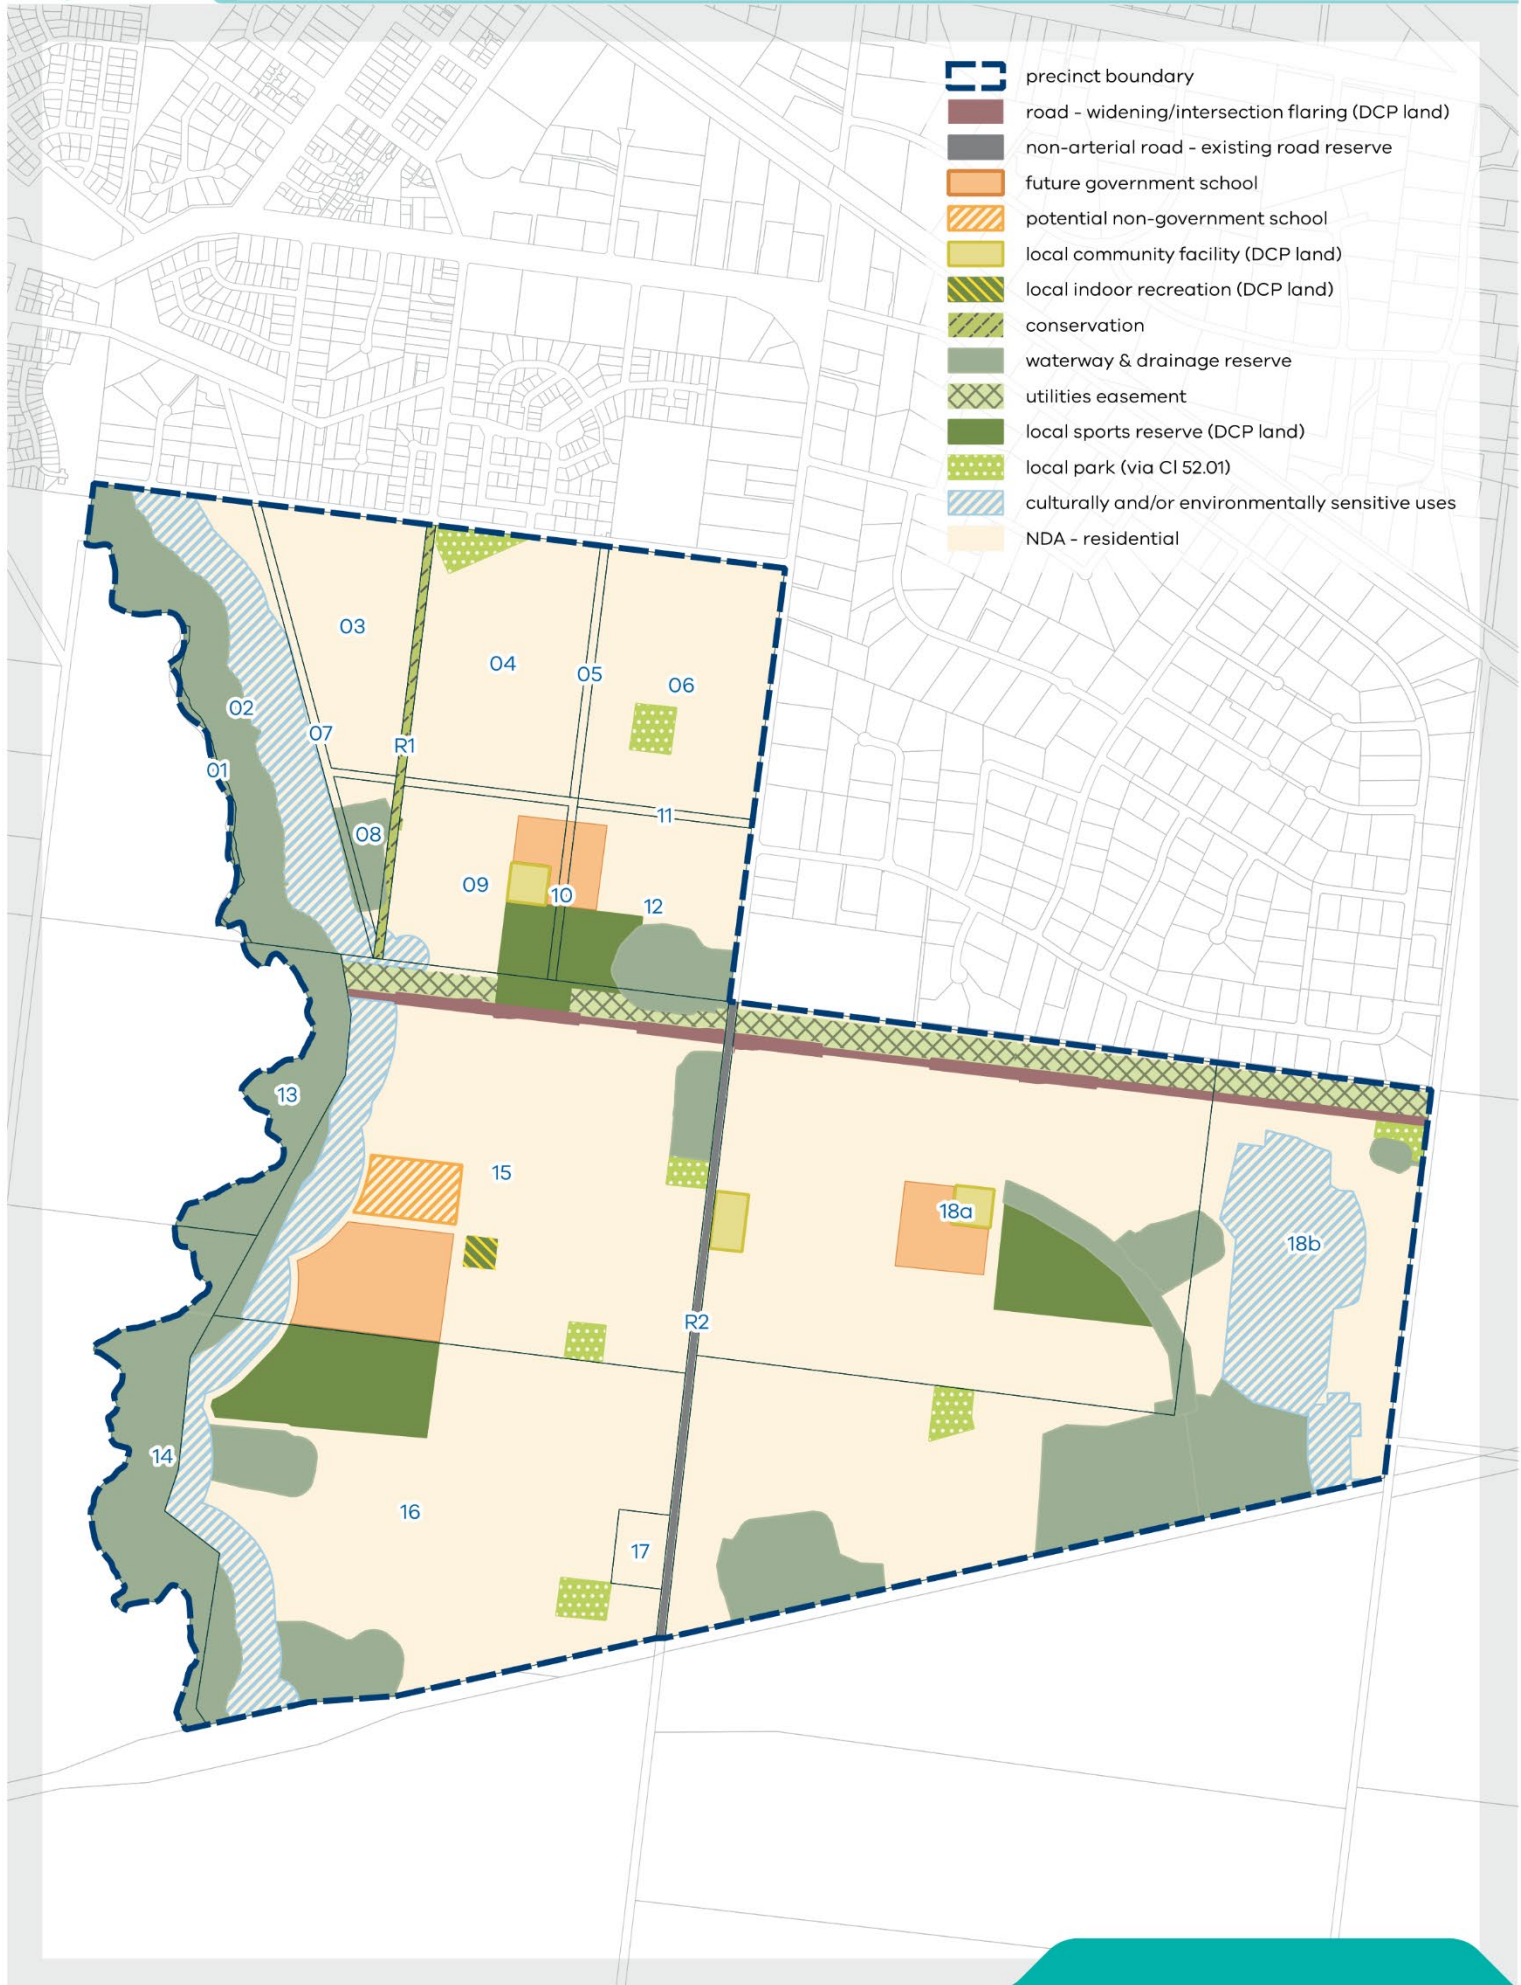 precinct boundary
road - widening/intersection flaring (DCP land)
non-arterial road - existing road reserve
future government school
potential non-government school
local community facility (DCP land)
local indoor recreation (DCP land)
conservation
waterway & drainage reserve
utilities easement
local sports reserve (DCP land)
local park (via Cl 52.01)
culturally and/or environmentally sensitive uses
NDA - residential
03
04
05
06
02
07
R1
01
11
08
09
10
12
13
15
18a
18b
R2
14
16
17